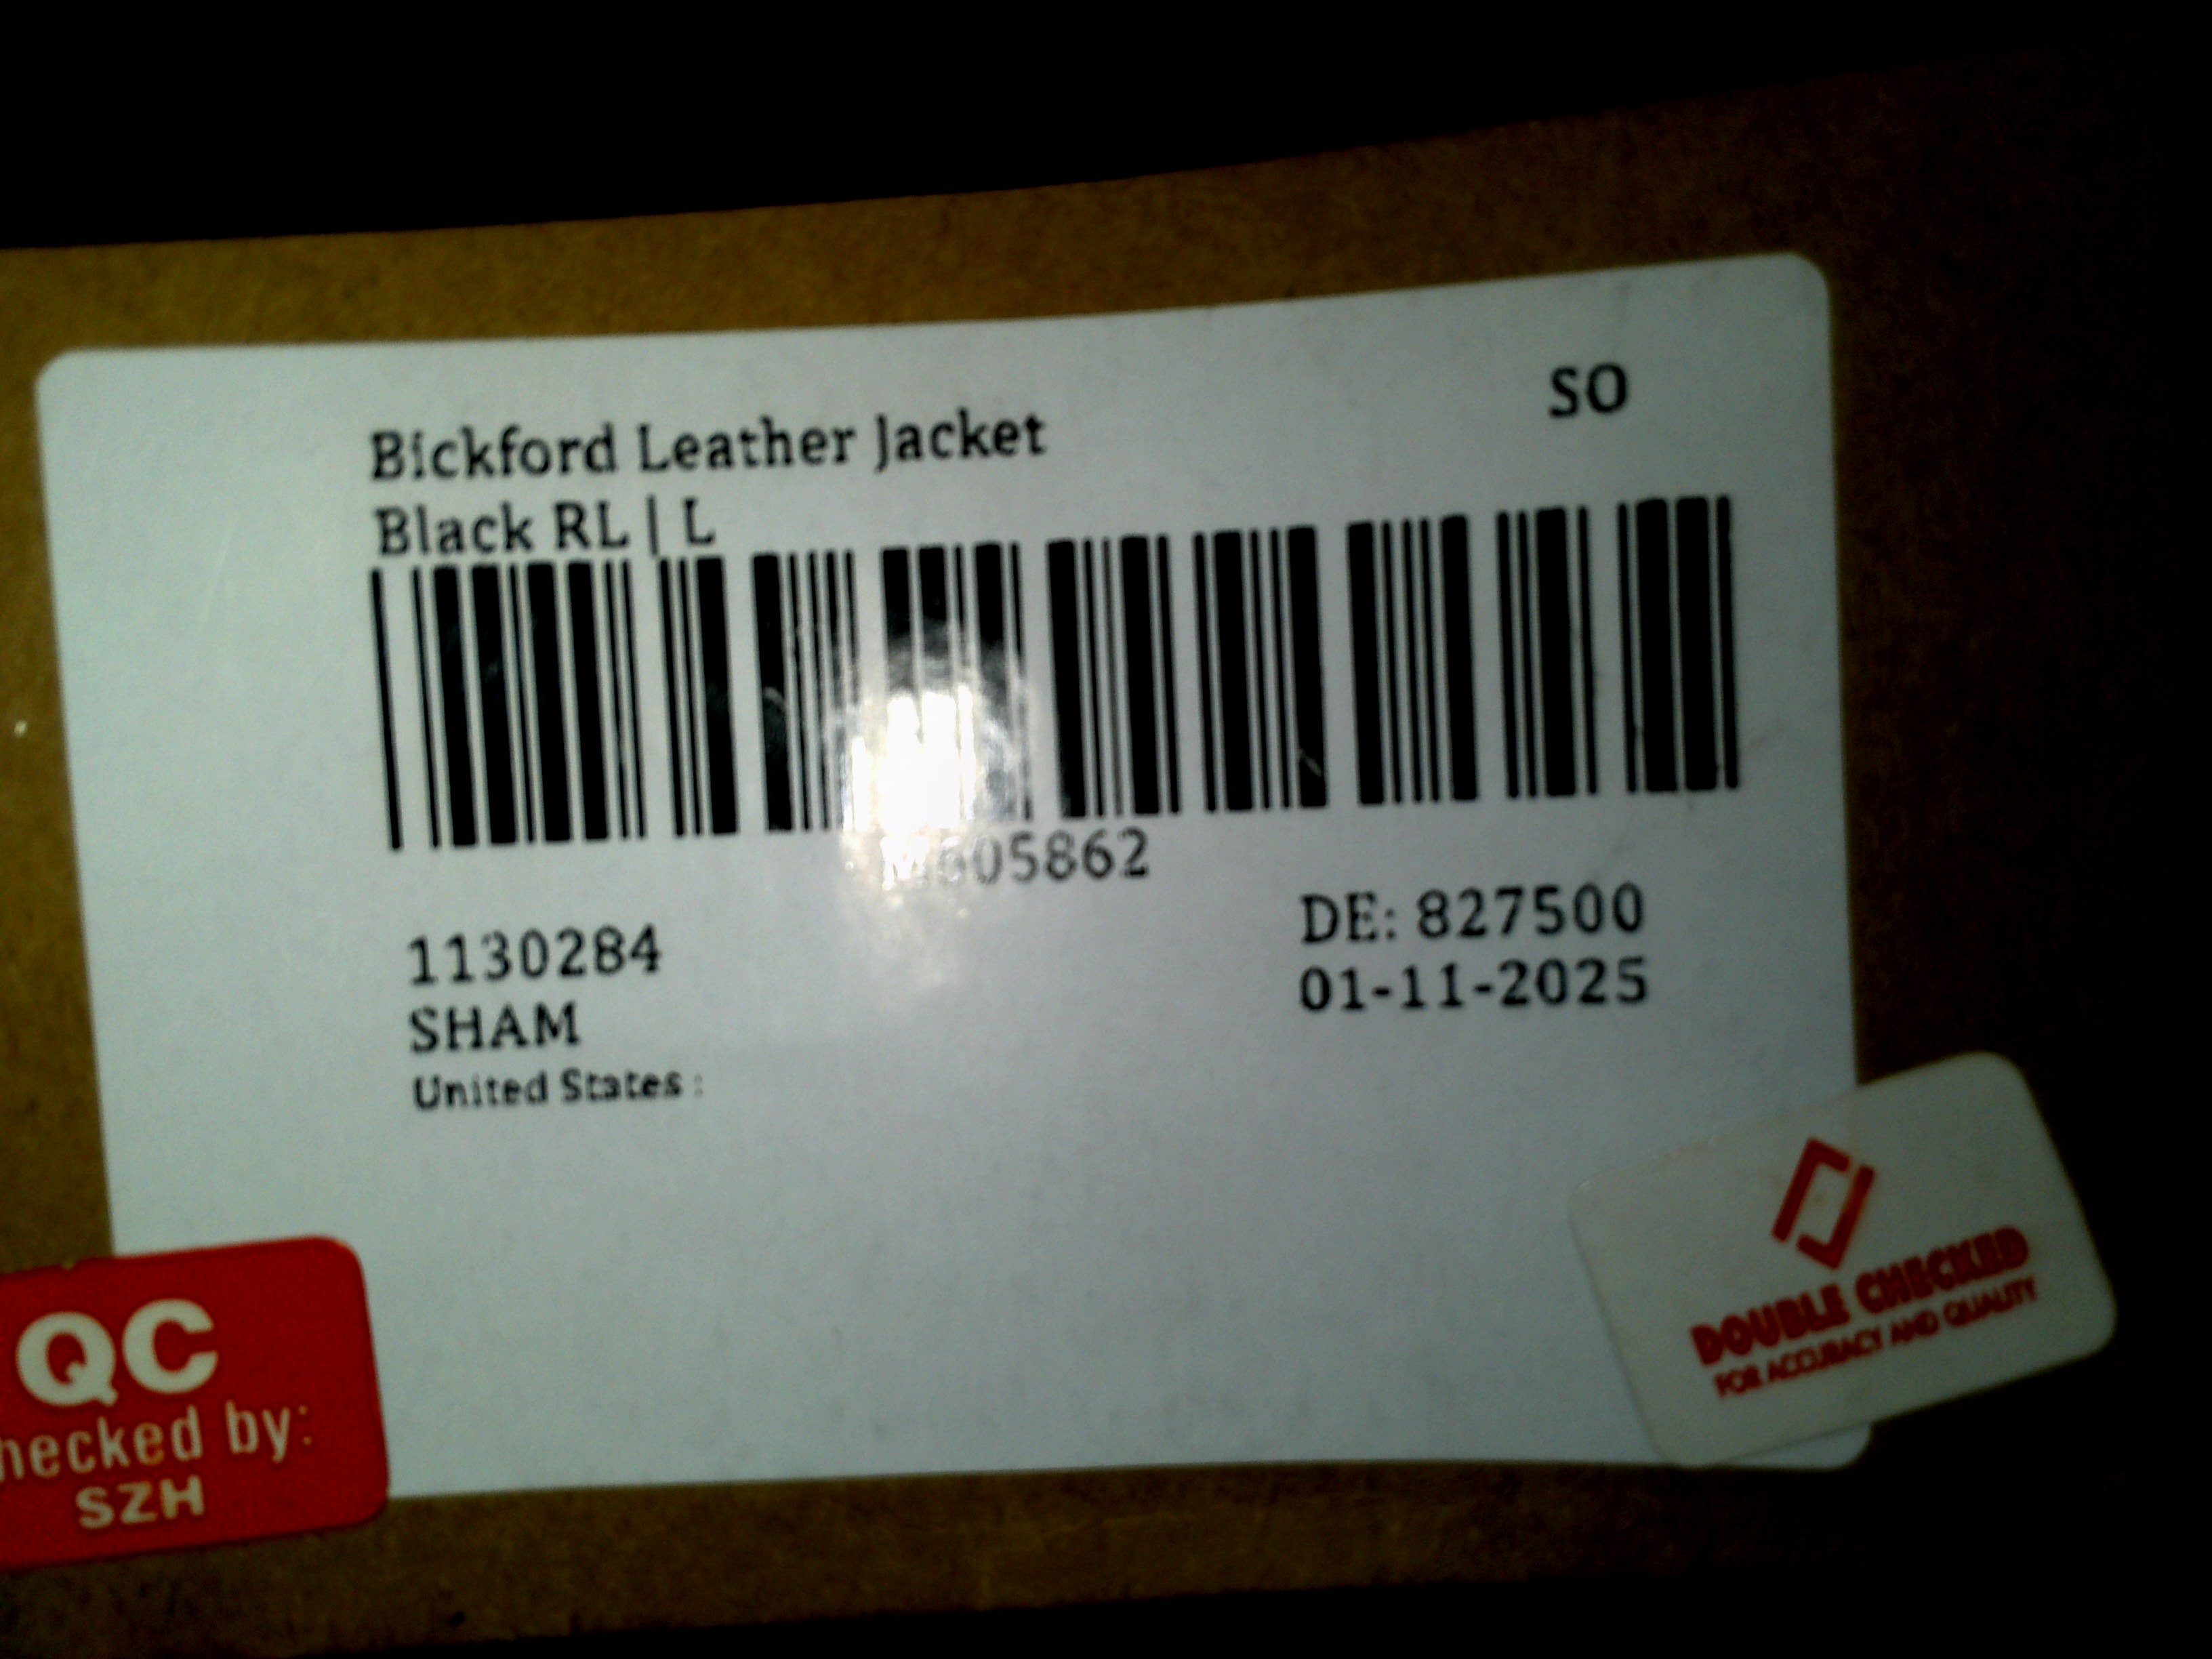 SO
Bickford Leather Jacket
Black RL | L
1130284
SHAM
United States :
DE: 827500
01-11-2025
QC
hecked by:
SZH
DOUBLE CHECKED
FOR ACCURACY AND QUALITY